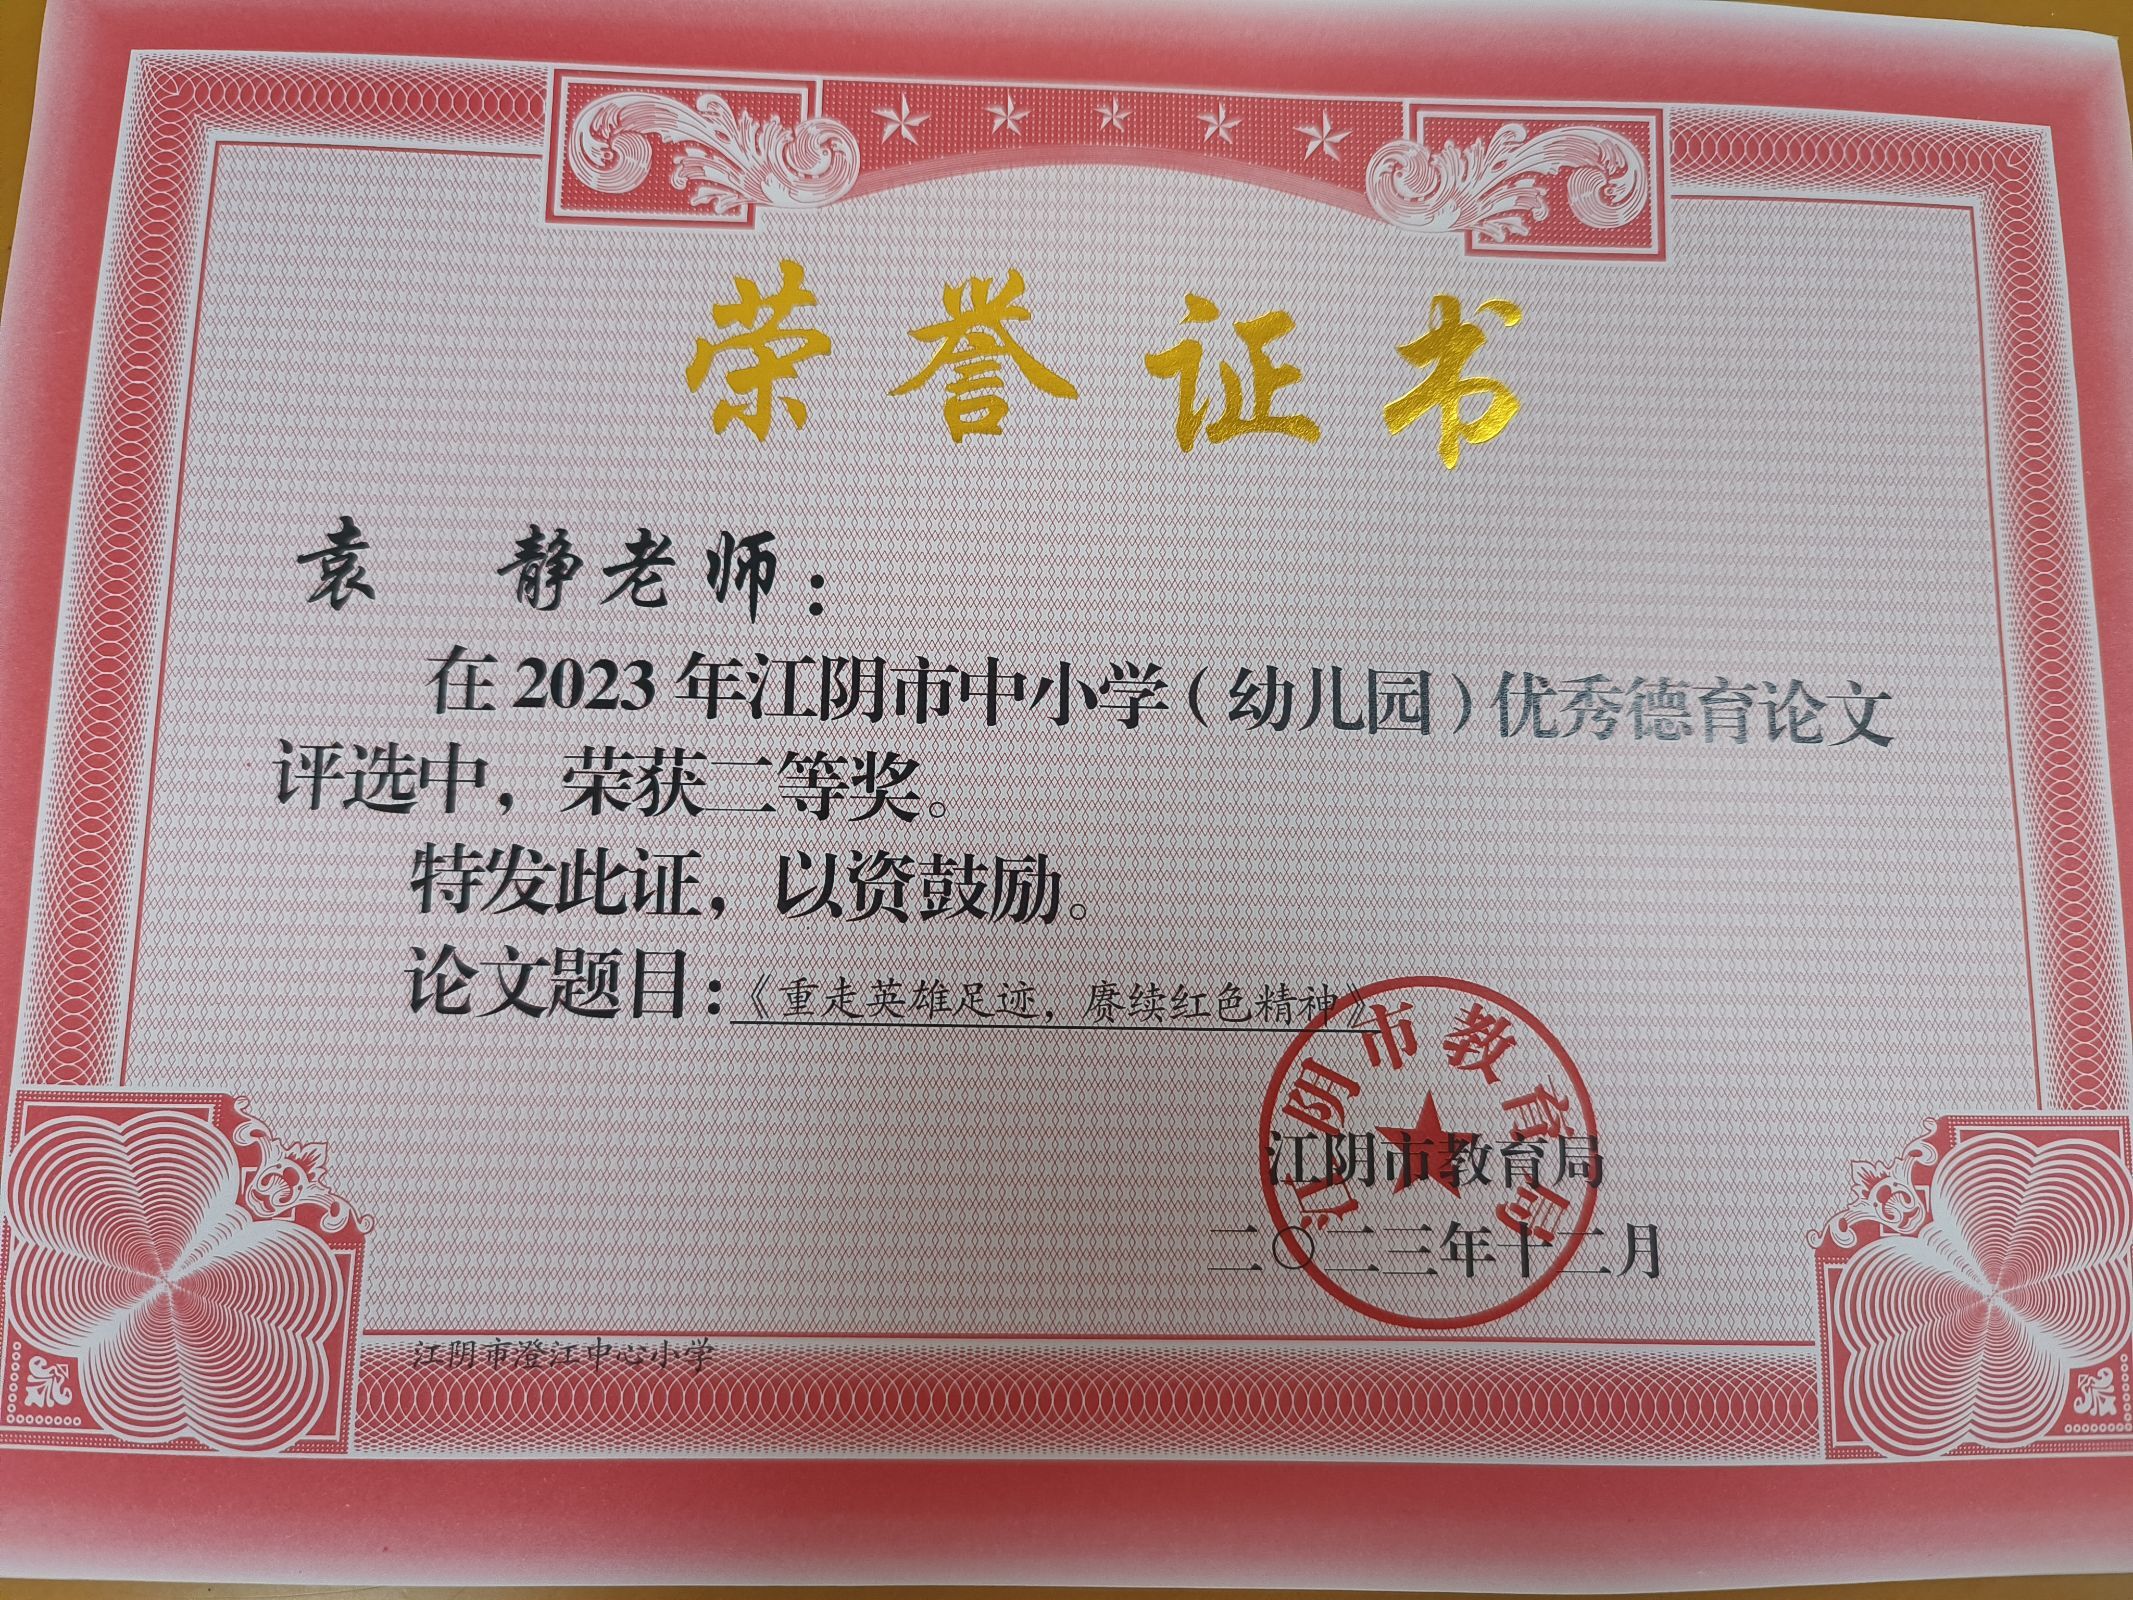 荣誉证书
袁 静老师：
在2023年江阴市中小学（幼儿园）优秀德育论文
评选中，荣获二等奖。
特发此证，以资鼓励。
论文题目：《重走英雄足迹，赓续红色精神》
江阴市教育局
江阴市教育局
二〇二三年十二月
江阴市澄江中心小学